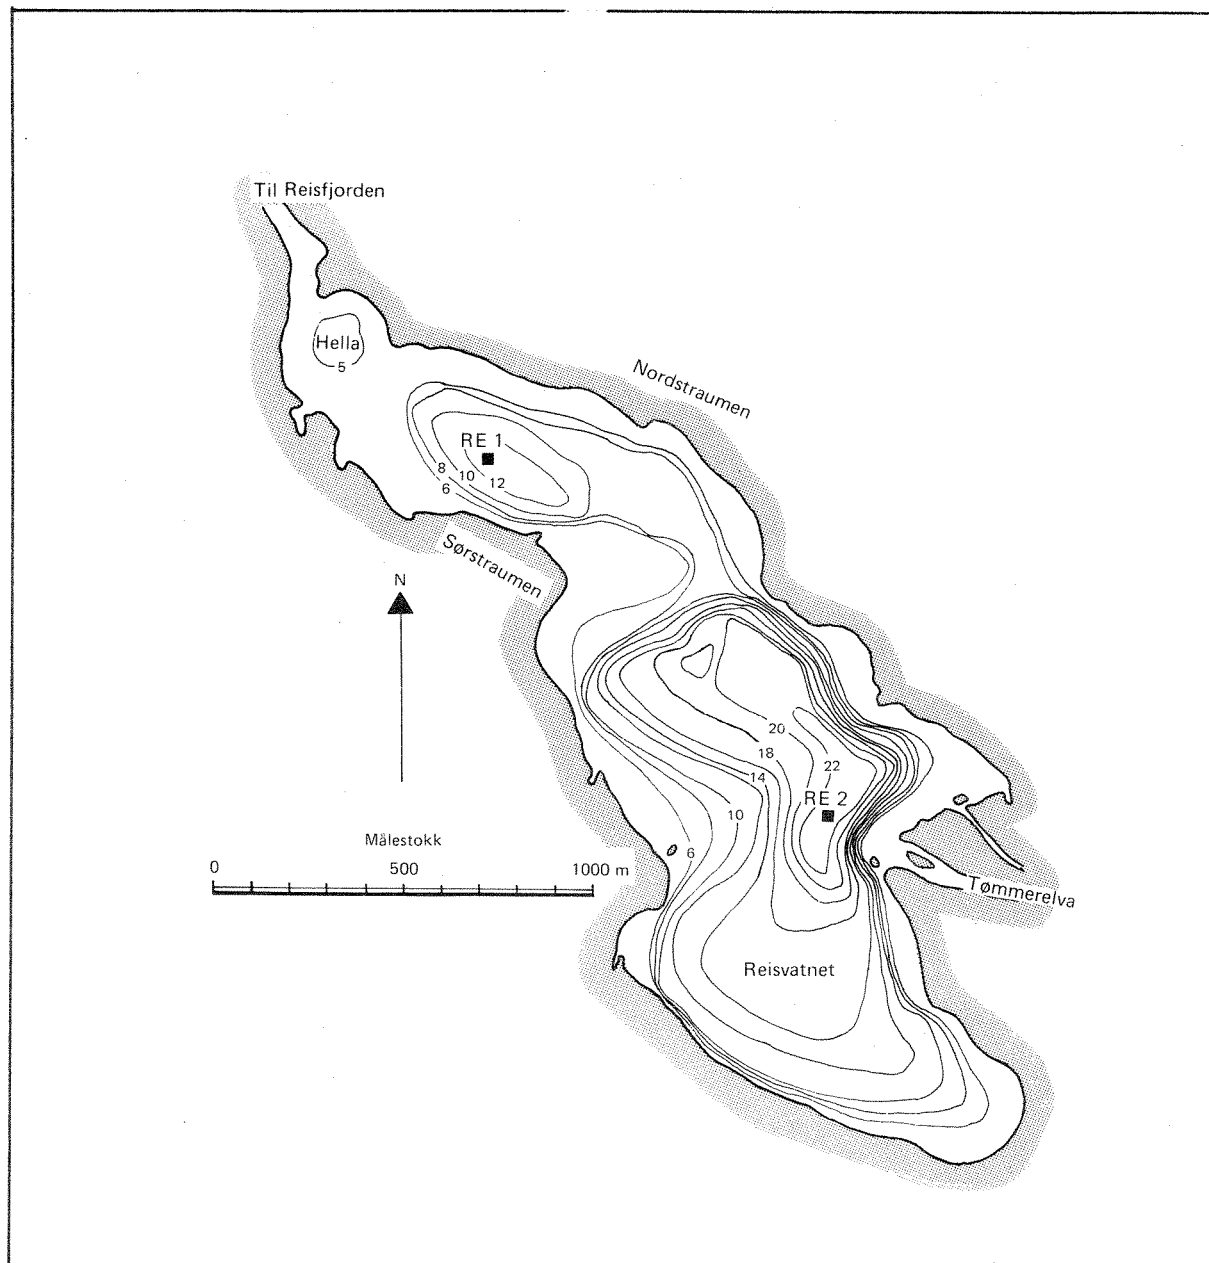 Til Reisfjorden
Hella
5
Nordstraumen
RE 1
8
10
12
6
Sørstraumen
N
20
18
22
14
RE 2
10
Målestokk
6
0 500 1000 m
Tømmerelva
Reisvatnet